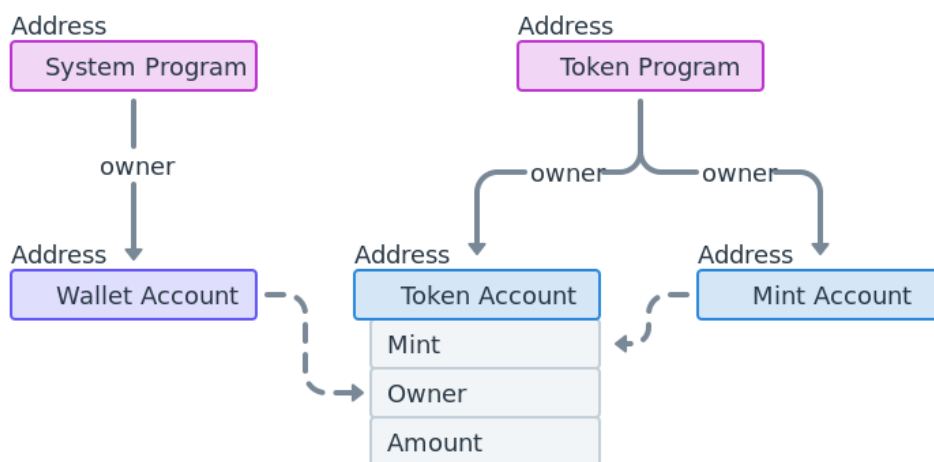 Address
System Program
Address
Token Program
owner
owner
owner
Address
Wallet Account
Address
Token Account
Address
Mint Account
Mint
Owner
Amount